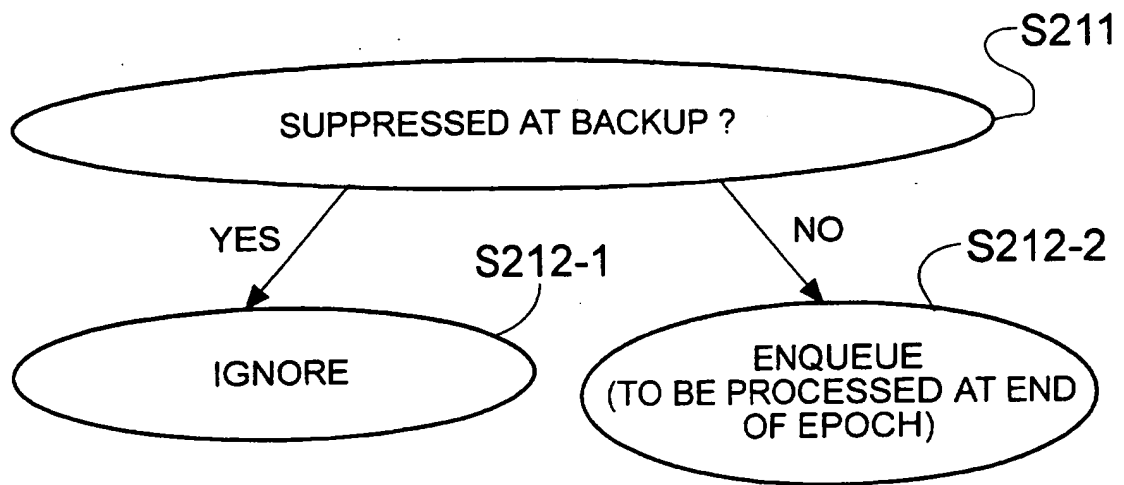 S211
SUPPRESSED AT BACKUP ?
YES
NO
S212-1
S212-2
IGNORE
ENQUEUE
(TO BE PROCESSED AT END
OF EPOCH)